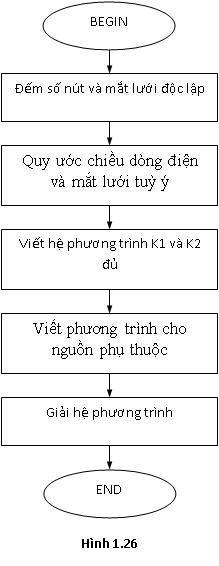 BEGIN
Đếm số nút và mắt lưới độc lập
Quy ước chiều dòng điện
và mắt lưới tuỳ ý
Viết hệ phương trình K1 và K2
đủ
Viết phương trình cho
nguồn phụ thuộc
Giải hệ phương trình
END
Hình 1.26